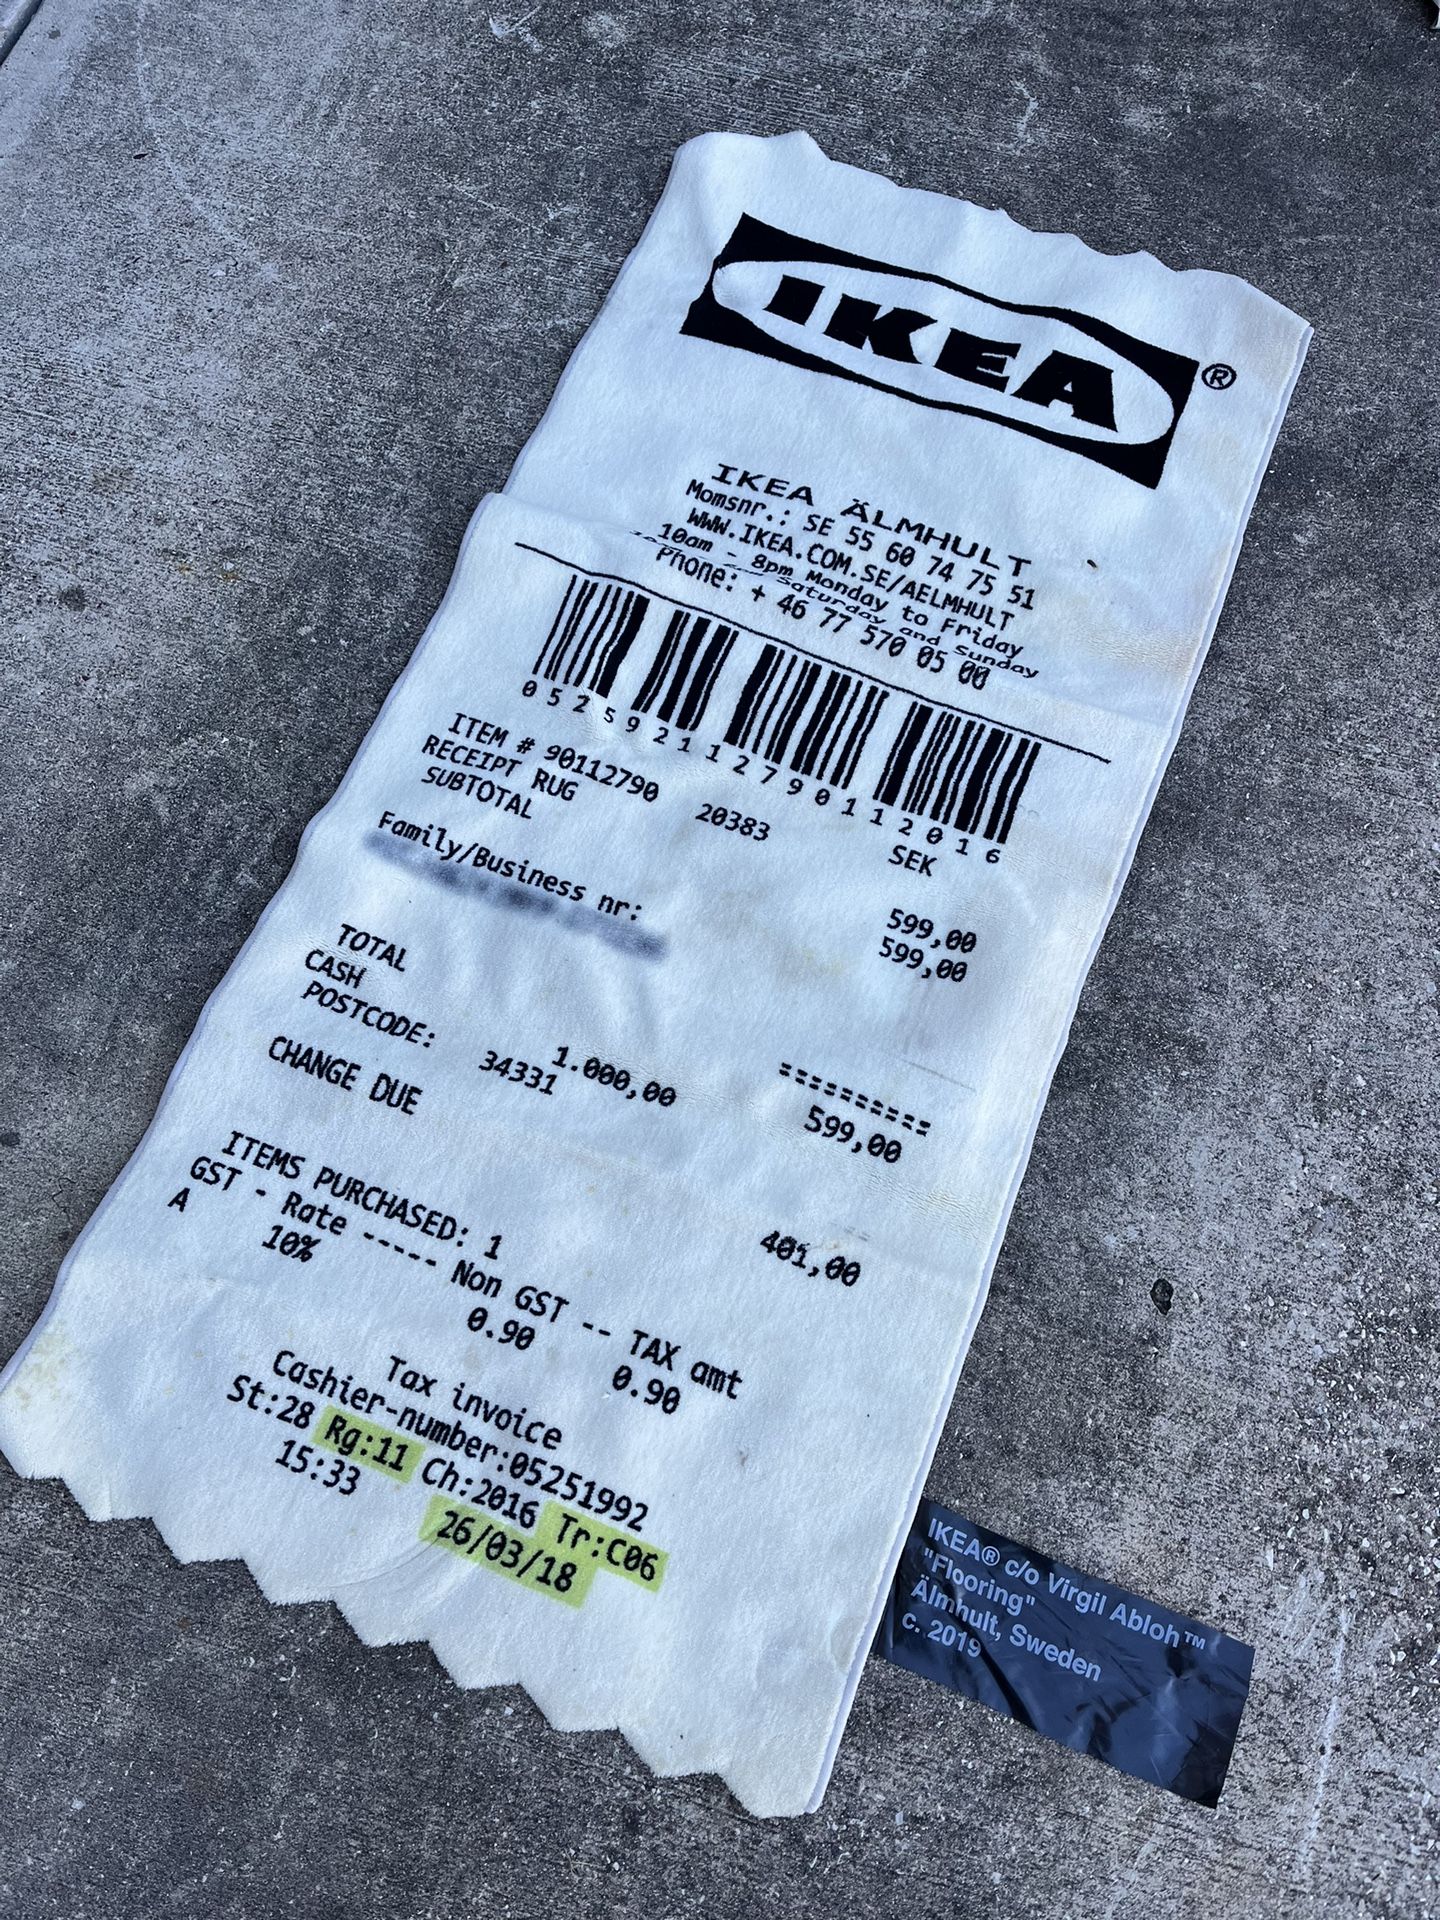 IKEA®
IKEA ÄLMHULT
Momsnr.: SE 55 60 74 75 51
WWW.IKEA.COM.SE/AELMHULT
10am - 8pm Monday to Friday
Saturday and Sunday
Phone: + 46 77 570 05 00
052592112790112016
ITEM # 90112790 20383 SEK
RECEIPT RUG 599,00
SUBTOTAL 599,00
Family/Business nr:
==========
TOTAL 599,00
CASH 1.000,00
POSTCODE: 34331
CHANGE DUE 401,00
ITEMS PURCHASED: 1
GST - Rate ----- Non GST -- TAX amt
A 10% 0.90 0.90
Tax invoice
Cashier-number:05251992
St:28 Rg:11 Ch:2016 Tr:C06
15:33 26/03/18
IKEA® c/o Virgil Abloh™
"Flooring"
Älmhult, Sweden
c. 2019